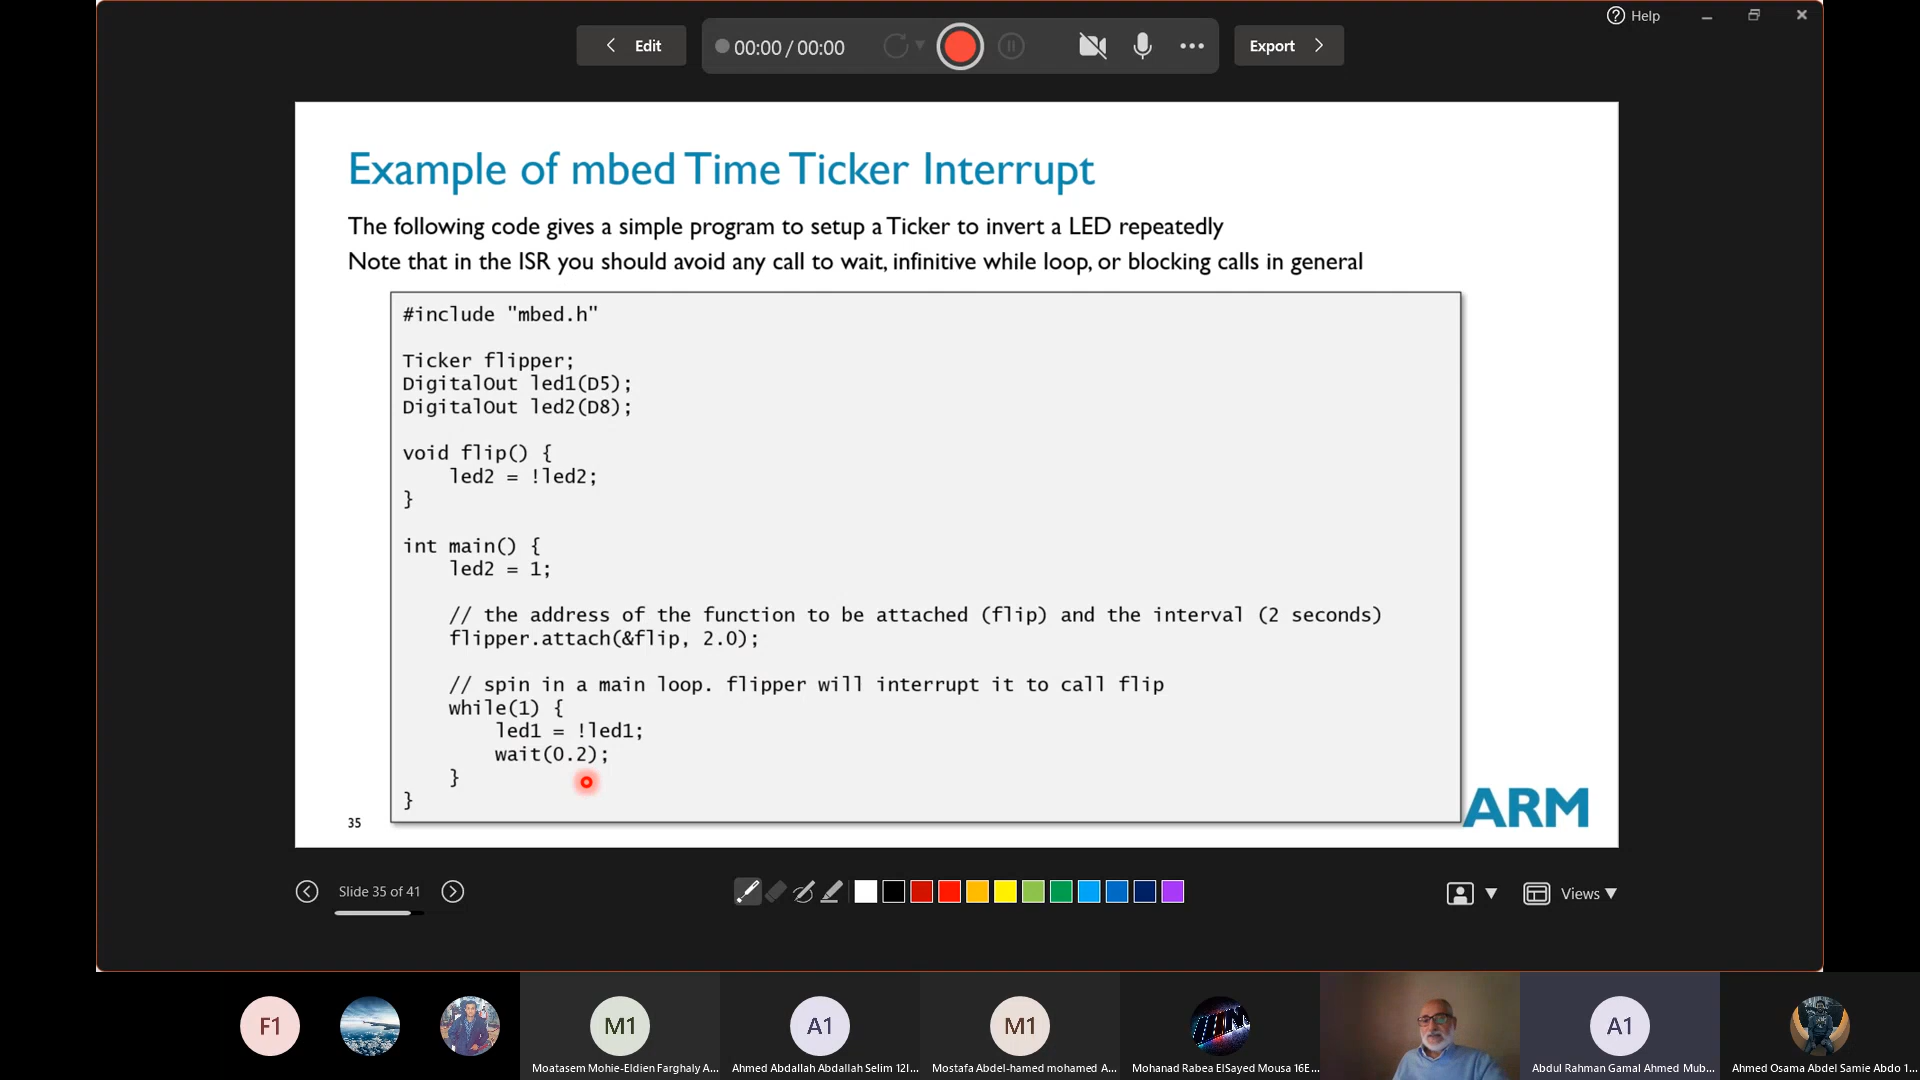 Help
Edit
00:00 / 00:00
Export
Example of mbed Time Ticker Interrupt
The following code gives a simple program to setup a Ticker to invert a LED repeatedly
Note that in the ISR you should avoid any call to wait, infinitive while loop, or blocking calls in general
#include "mbed.h"
Ticker flipper;
DigitalOut led1(D5);
DigitalOut led2(D8);
void flip() {
led2 = !led2;
}
int main() {
led2 = 1;
// the address of the function to be attached (flip) and the interval (2 seconds)
flipper.attach(&flip, 2.0);
// spin in a main loop. flipper will interrupt it to call flip
while(1) {
led1 = !led1;
wait(0.2);
}
}
35
ARM
Slide 35 of 41
Views
F1
M1
A1
M1
A1
Moatasem Mohie-Eldien Farghaly A...
Ahmed Abdallah Abdallah Selim 12I...
Mostafa Abdel-hamed mohamed A...
Mohanad Rabea ElSayed Mousa 16E...
Abdul Rahman Gamal Ahmed Mub...
Ahmed Osama Abdel Samie Abdo 1...